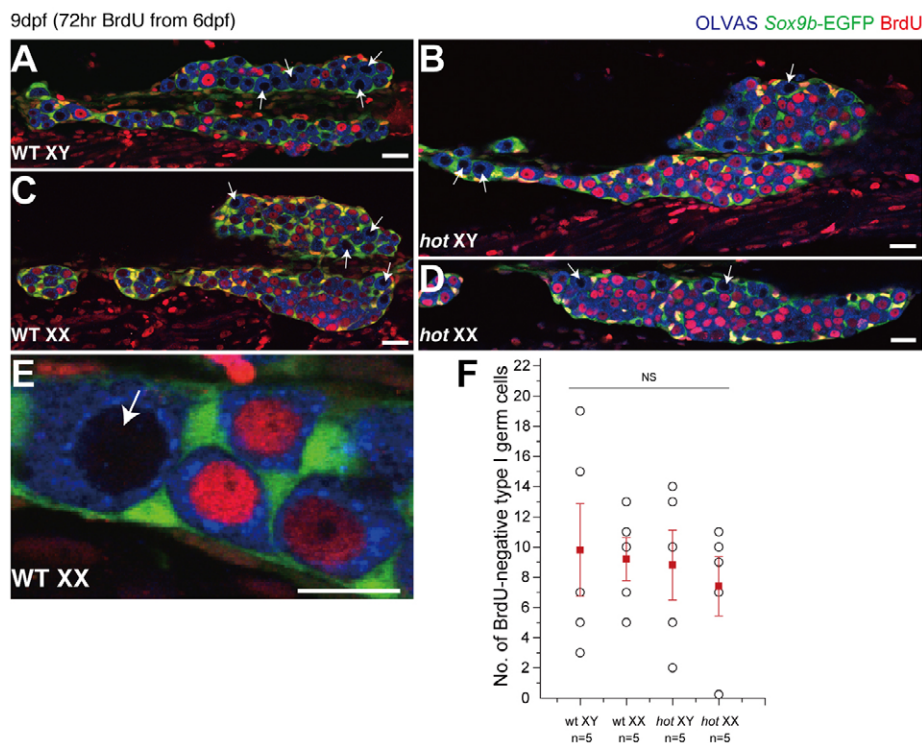 9dpf (72hr BrdU from 6dpf)
OLVAS Sox9b-EGFP BrdU
A
WT XY
B
hot XY
C
WT XX
D
hot XX
E
WT XX
F
NS
No. of BrdU-negative type I germ cells
22
20
18
16
14
12
10
8
6
4
2
0
wt XY
n=5
wt XX
n=5
hot XY
n=5
hot XX
n=5